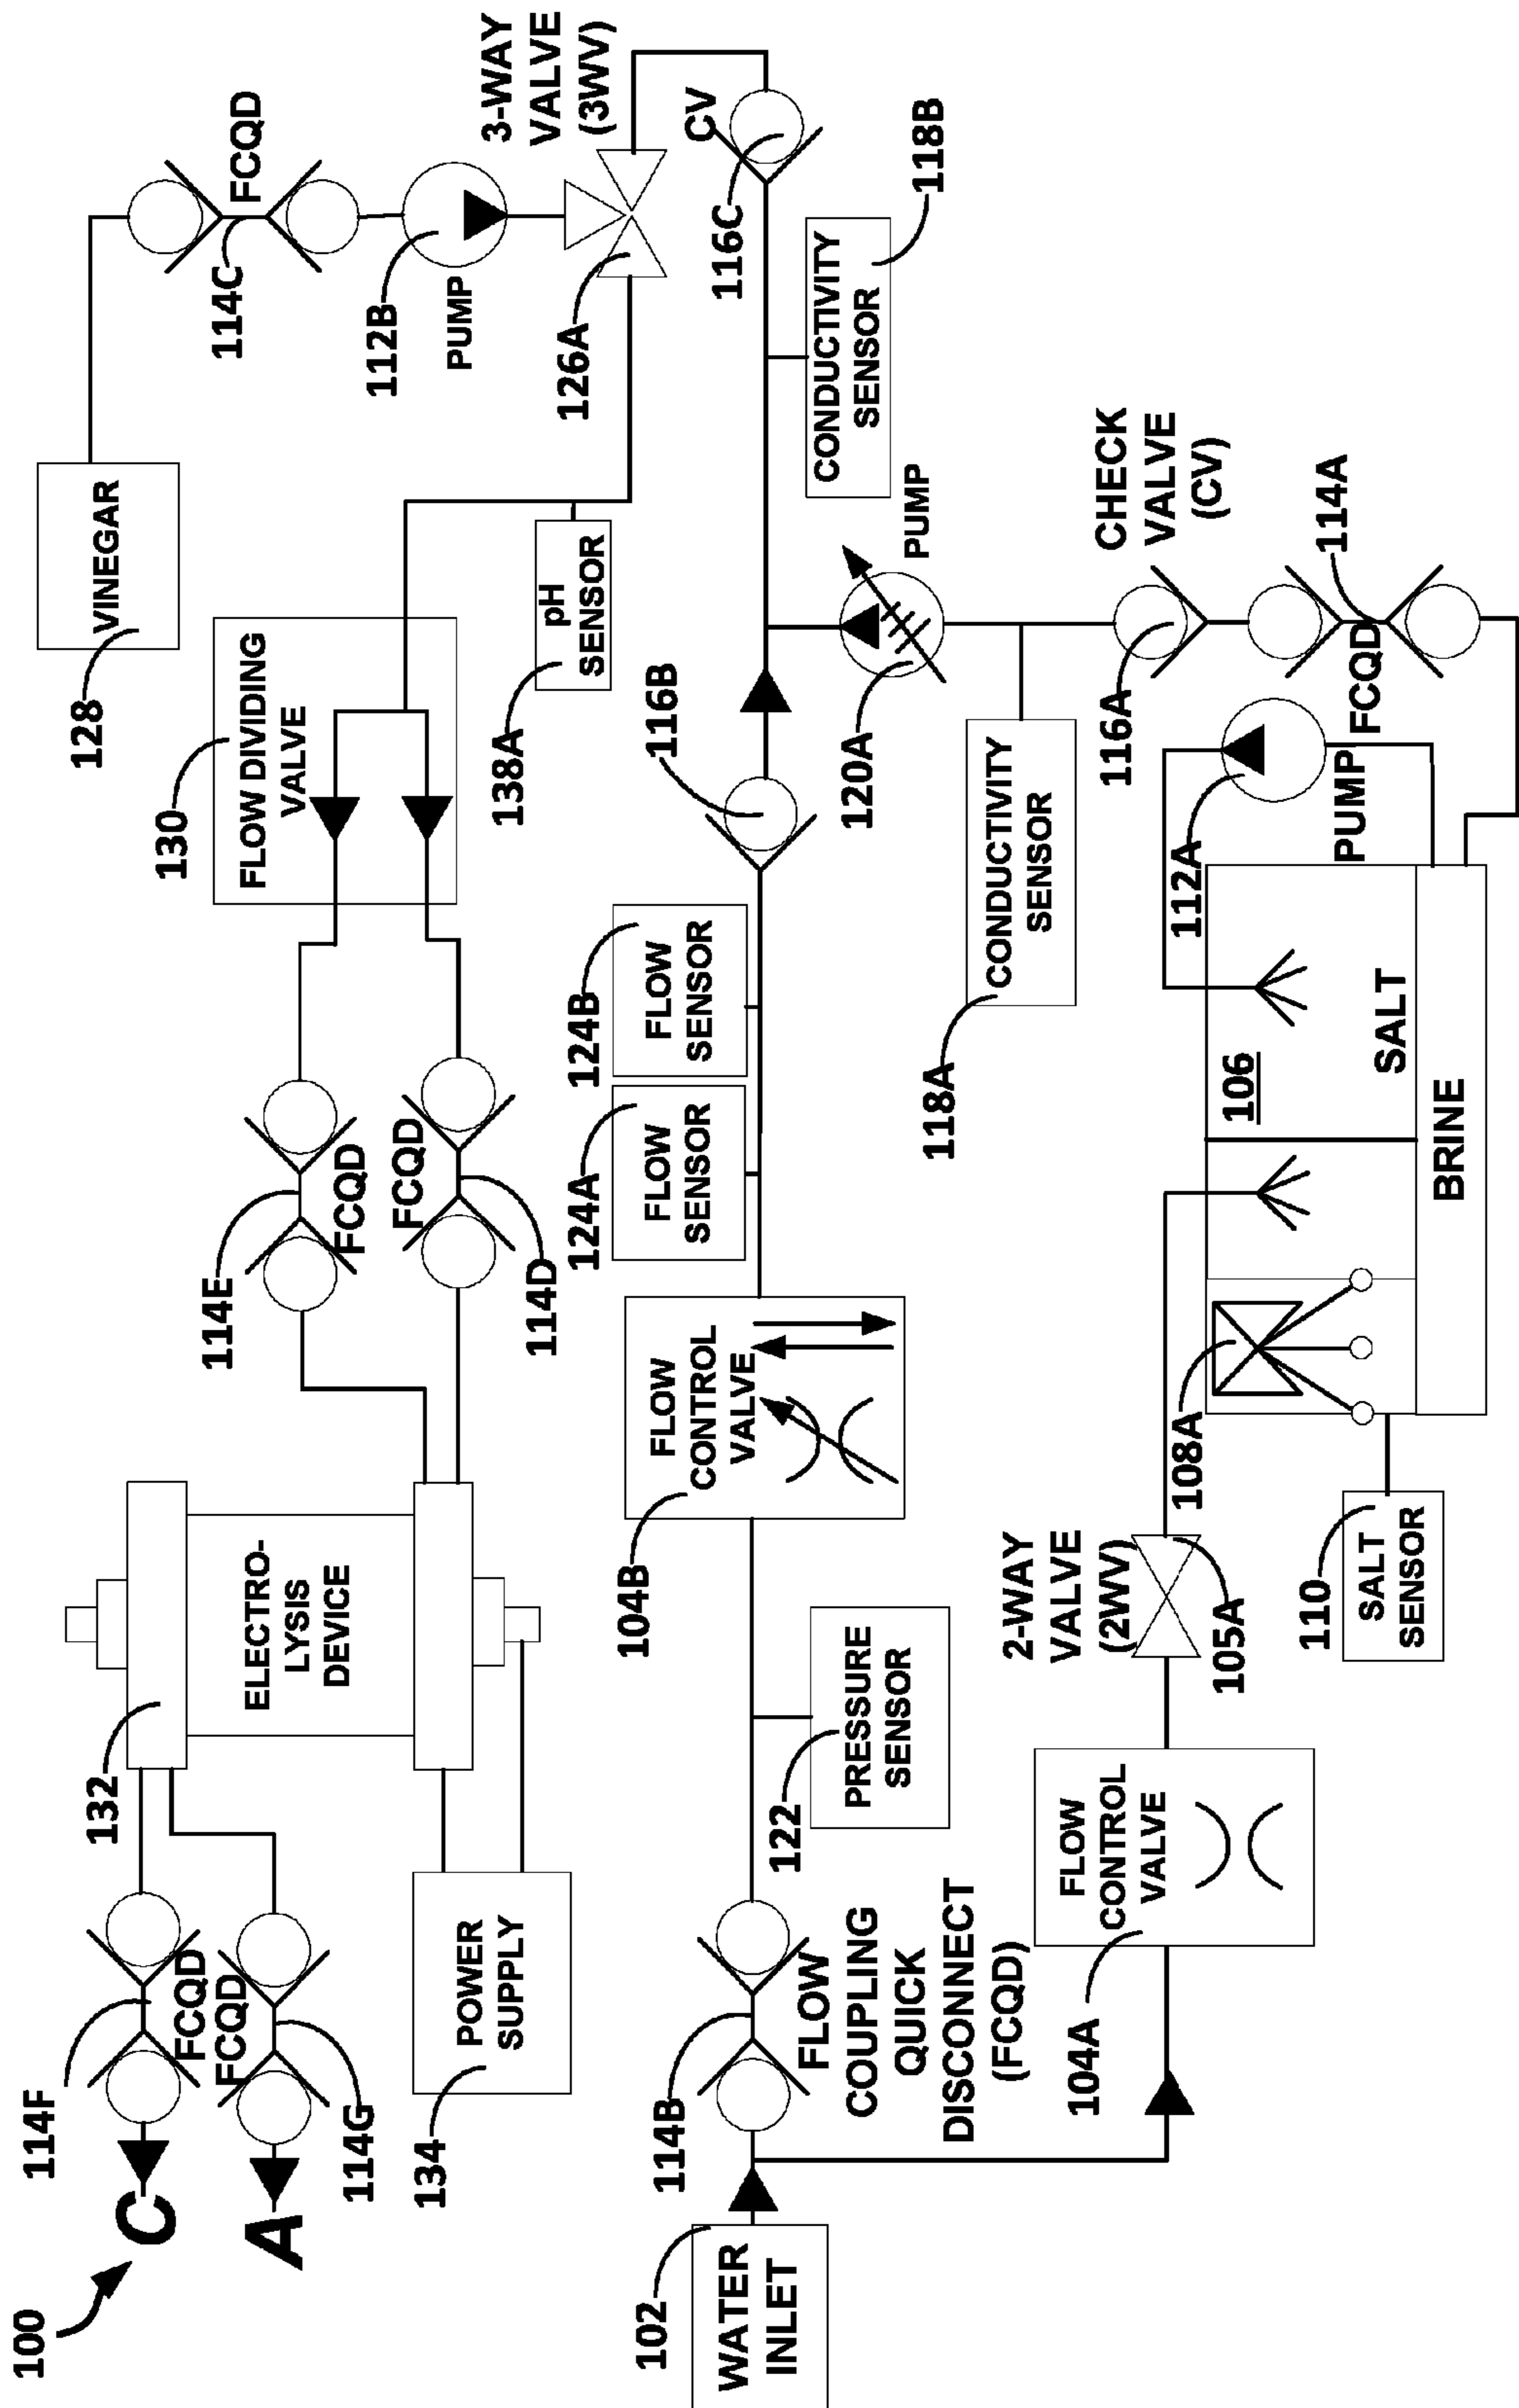 100
C
A
114F
FCQD
FCQD
114G
132
ELECTRO-
LYSIS
DEVICE
134
POWER
SUPPLY
114E
FCQD
FCQD
114D
130
FLOW DIVIDING
VALVE
128
VINEGAR
114C
FCQD
112B
PUMP
3-WAY
VALVE
(3WV)
126A
138A
pH
SENSOR
102
WATER
INLET
114B
FLOW
COUPLING
QUICK
DISCONNECT
(FCQD)
122
PRESSURE
SENSOR
104B
FLOW
CONTROL
VALVE
124A
FLOW
SENSOR
124B
FLOW
SENSOR
116B
CV
116C
CONDUCTIVITY
SENSOR
118B
120A
PUMP
118A
CONDUCTIVITY
SENSOR
CHECK
VALVE
(CV)
116A
114A
FCQD
112A
PUMP
104A
FLOW
CONTROL
VALVE
2-WAY
VALVE
(2WV)
105A
108A
106
SALT
BRINE
110
SALT
SENSOR